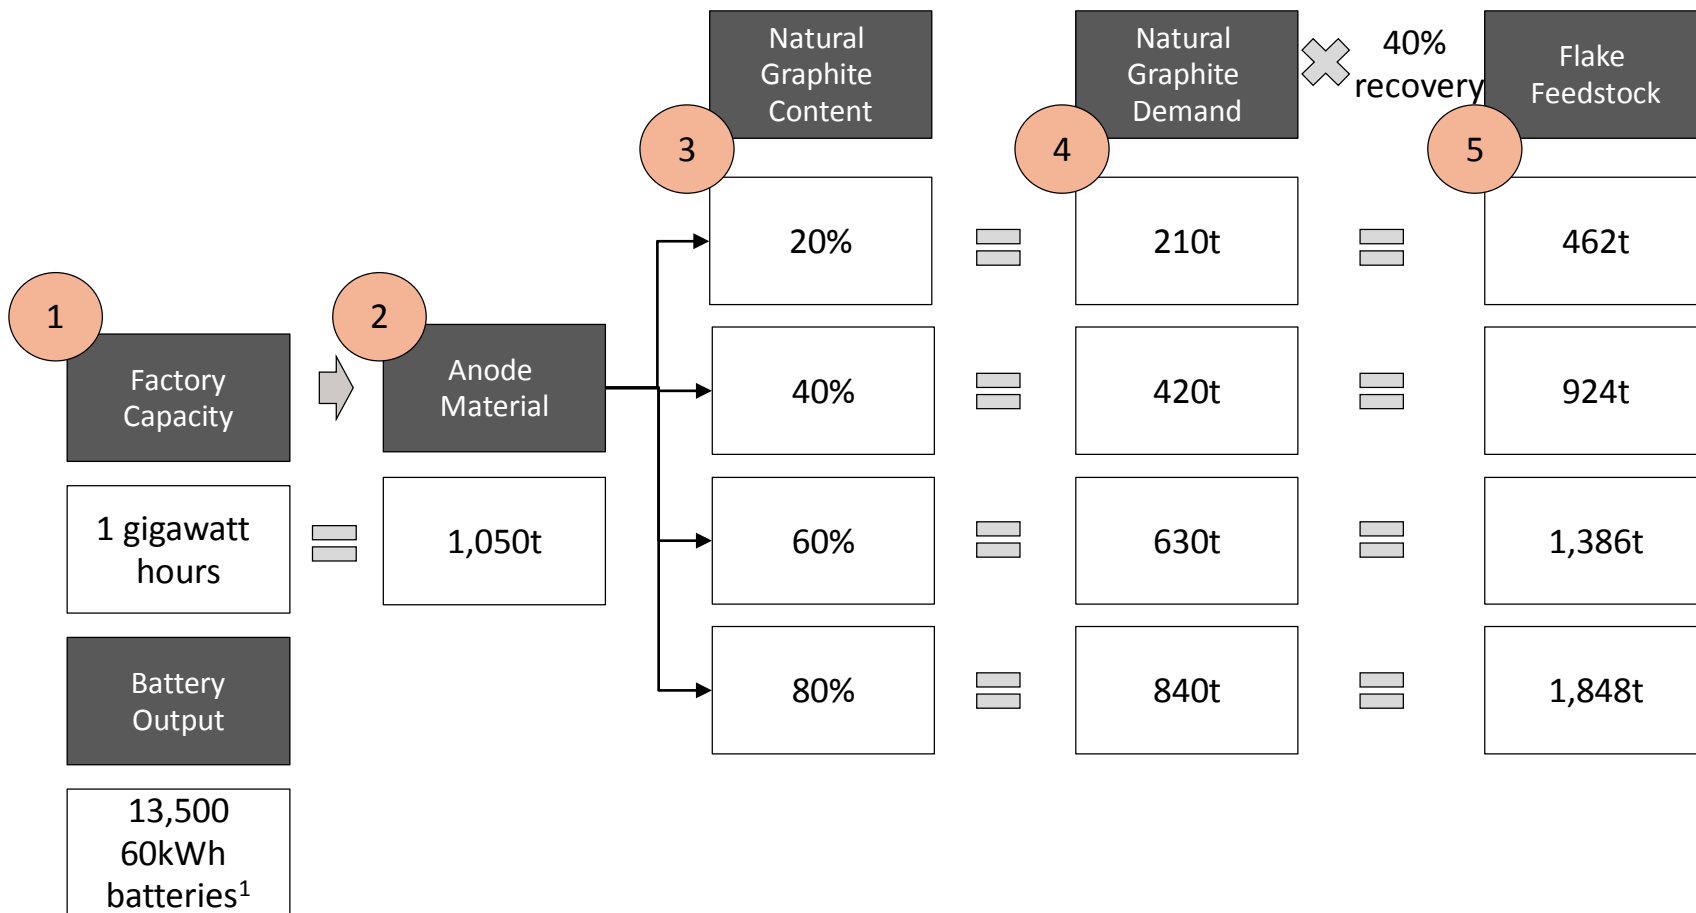 Natural
Graphite
Content
Natural
Graphite
Demand
40%
recovery
Flake
Feedstock
3
4
5
20%
210t
462t
1
2
Factory
Capacity
Anode
Material
40%
420t
924t
1 gigawatt
hours
1,050t
60%
630t
1,386t
Battery
Output
80%
840t
1,848t
13,500
60kWh
batteries¹